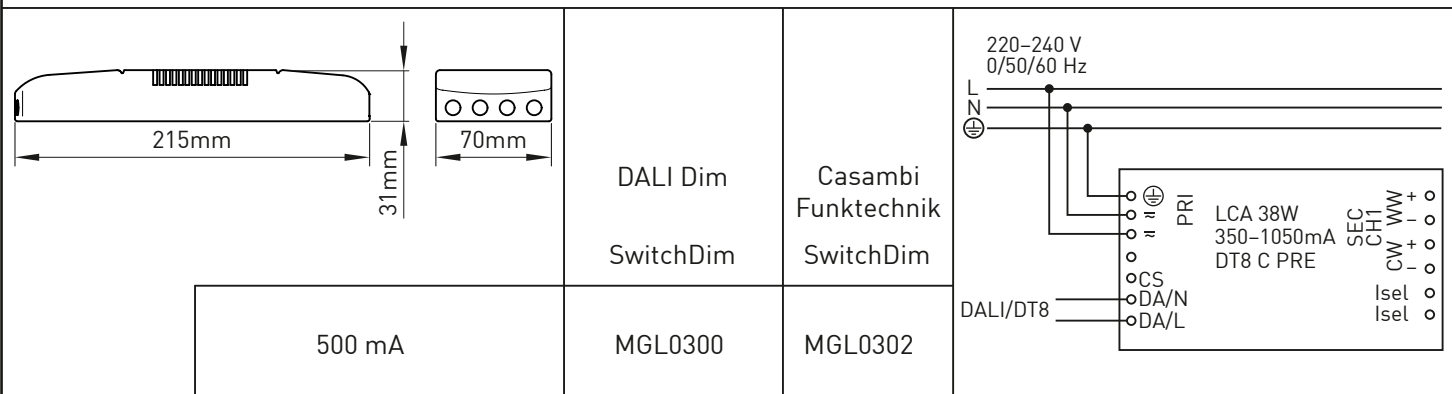 215mm
70mm
31mm
DALI Dim
SwitchDim
Casambi
Funktechnik
SwitchDim
500 mA
MGL0300
MGL0302
220–240 V
0/50/60 Hz
L
N
PRI
LCA 38W
350–1050mA
DT8 C PRE
SEC
CH1
WW
+
–
CW
+
–
CS
DALI/DT8
DA/N
DA/L
Isel
Isel